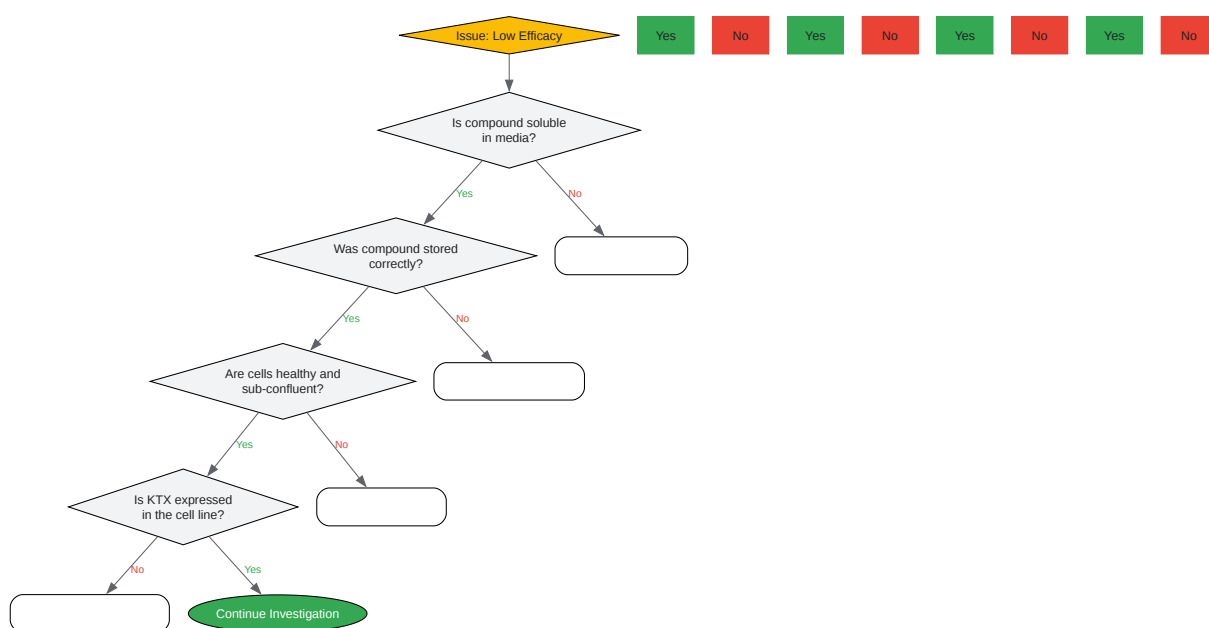 Issue: Low Efficacy
Yes
No
Yes
No
Yes
No
Yes
No
Is compound soluble
in media?
Yes
No
Was compound stored
correctly?
Yes
No
Are cells healthy and
sub-confluent?
Yes
No
Is KTX expressed
in the cell line?
No
Yes
Continue Investigation